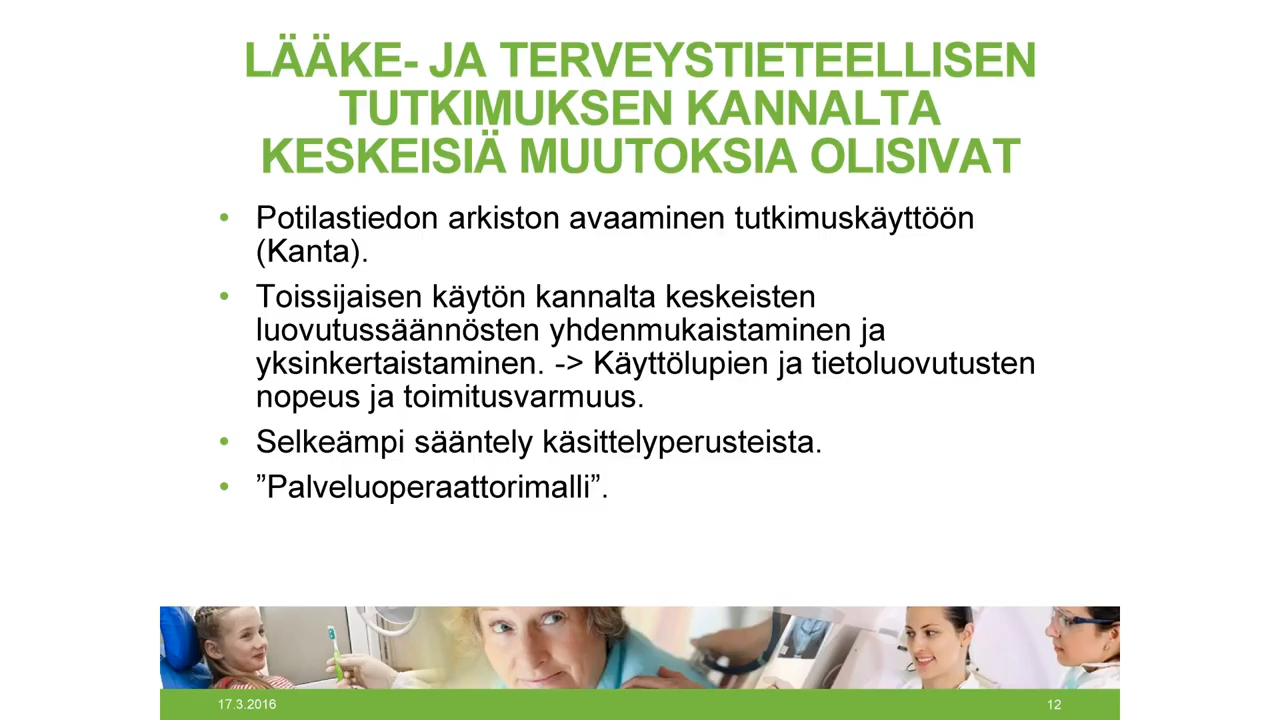 LÄÄKE- JA TERVEYSTIETEELLISEN
TUTKIMUKSEN KANNALTA
KESKEISIÄ MUUTOKSIA OLISIVAT
• Potilastiedon arkiston avaaminen tutkimuskäyttöön
(Kanta).
• Toissijaisen käytön kannalta keskeisten
luovutussäännösten yhdenmukaistaminen ja
yksinkertaistaminen. -> Käyttölupien ja tietoluovutusten
nopeus ja toimitusvarmuus.
• Selkeämpi sääntely käsittelyperusteista.
• ”Palveluoperaattorimalli”.
17.3.2016
12